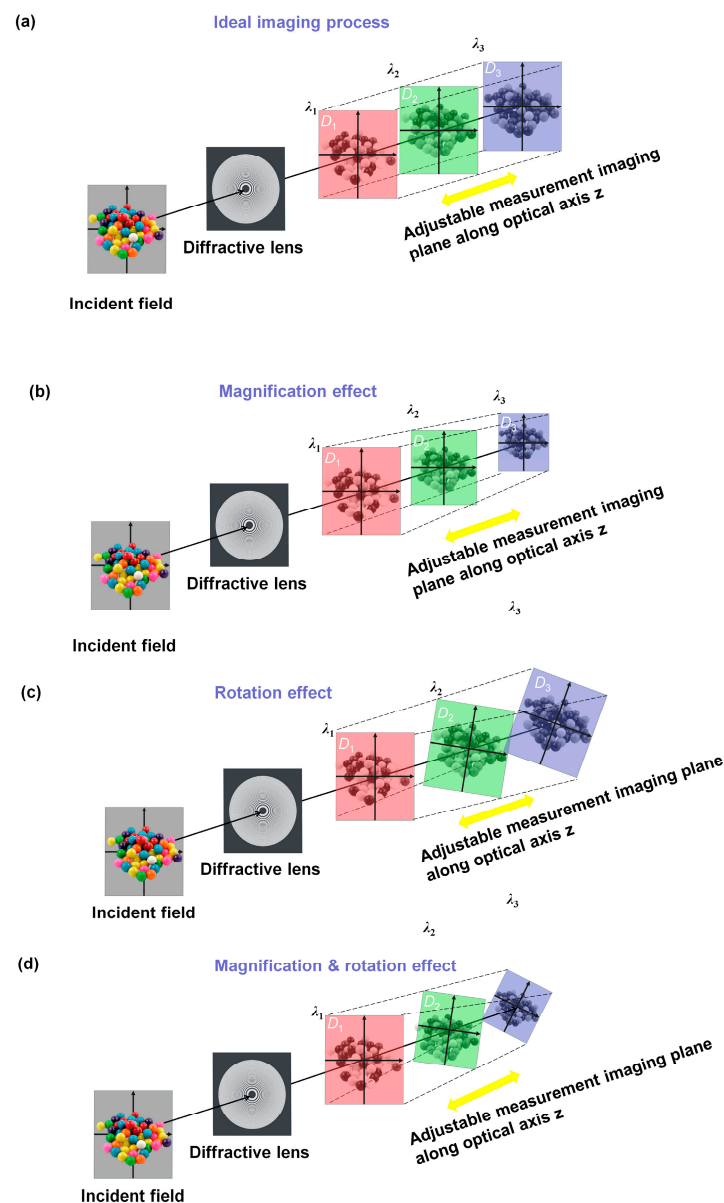 (a)
Ideal imaging process
λ3
λ2
λ1
D3
D2
D1
Adjustable measurement imaging
plane along optical axis z
Diffractive lens
Incident field
(b)
Magnification effect
λ3
λ2
λ1
D3
D2
D1
Adjustable measurement imaging
plane along optical axis z
Diffractive lens
Incident field
λ3
(c)
Rotation effect
λ2
λ1
D3
D2
D1
Adjustable measurement imaging plane
along optical axis z
Diffractive lens
Incident field
λ3
λ2
(d)
Magnification & rotation effect
λ1
D3
D2
D1
Adjustable measurement imaging plane
along optical axis z
Diffractive lens
Incident field